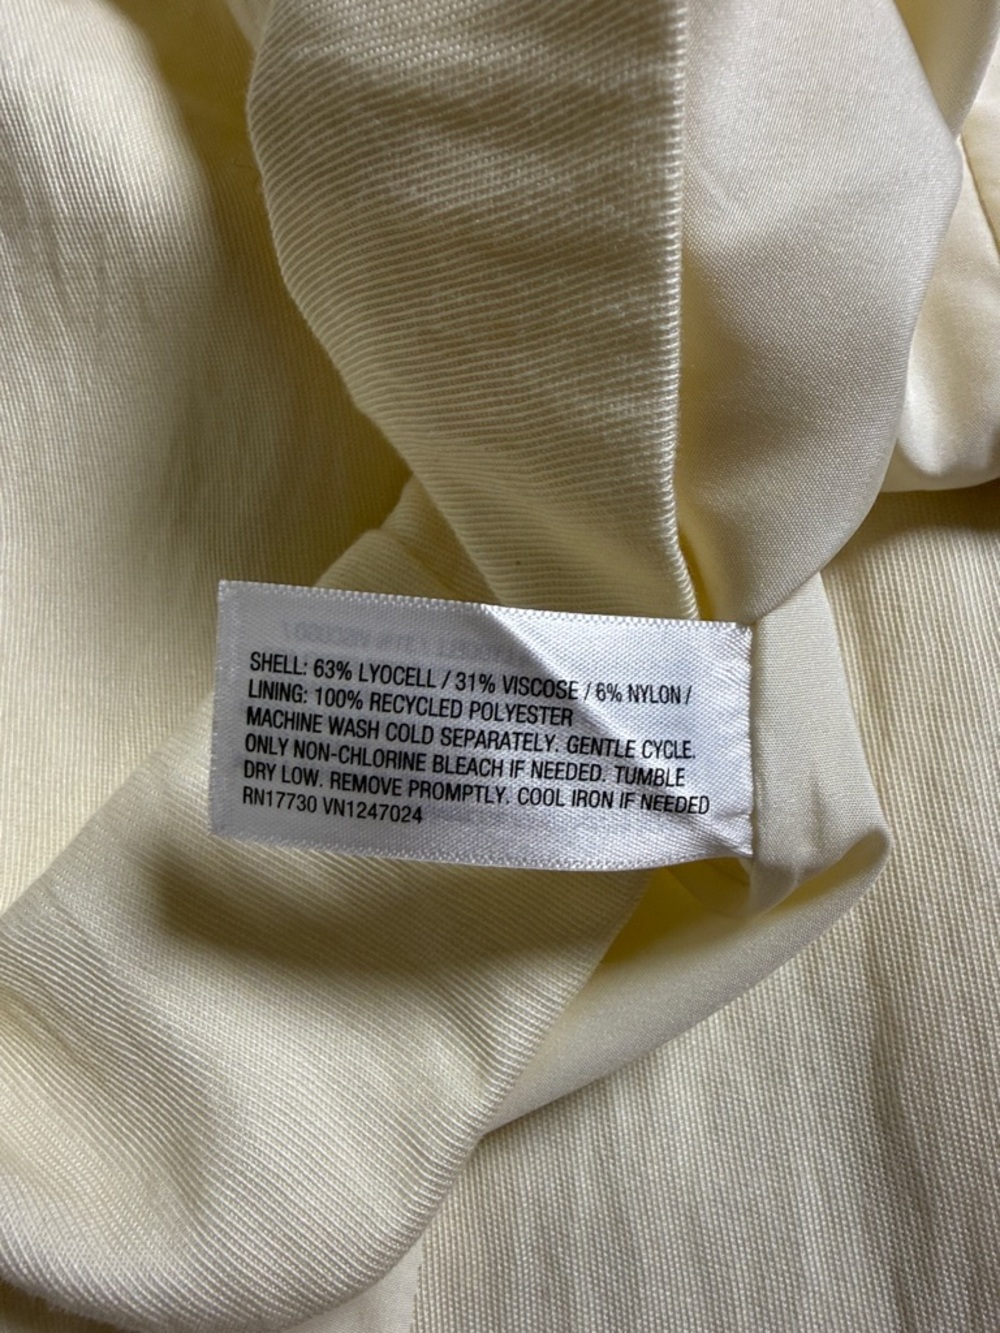 SHELL: 63% LYOCELL / 31% VISCOSE / 6% NYLON /
LINING: 100% RECYCLED POLYESTER
MACHINE WASH COLD SEPARATELY. GENTLE CYCLE.
ONLY NON-CHLORINE BLEACH IF NEEDED. TUMBLE
DRY LOW. REMOVE PROMPTLY. COOL IRON IF NEEDED
RN17730 VN1247024